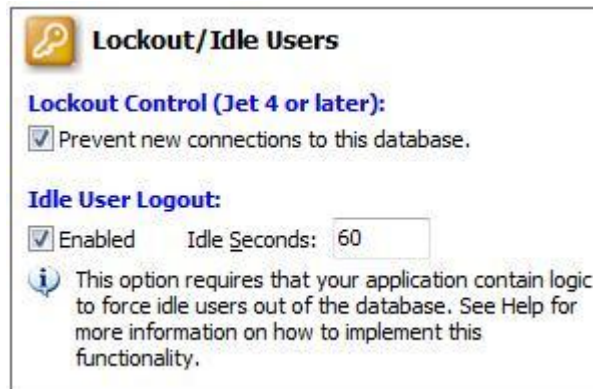 Lockout/Idle Users
Lockout Control (Jet 4 or later):
Prevent new connections to this database.
Idle User Logout:
Enabled Idle Seconds: 60
This option requires that your application contain logic
to force idle users out of the database. See Help for
more information on how to implement this
functionality.